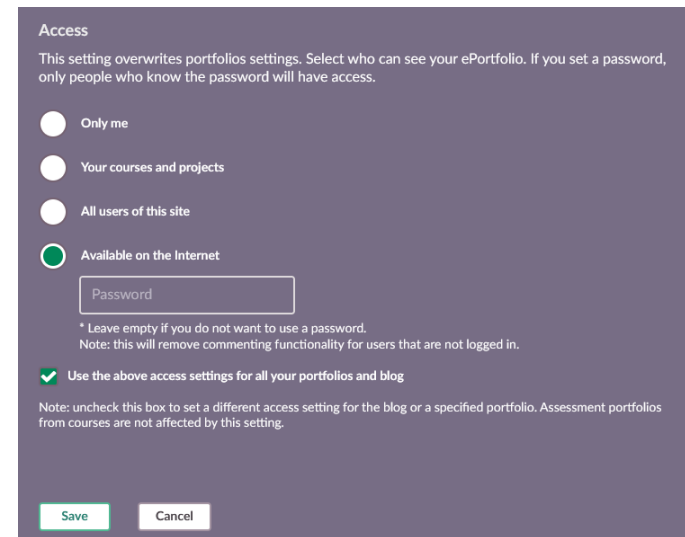 Access
This setting overwrites portfolios settings. Select who can see your ePortfolio. If you set a password,
only people who know the password will have access.
Only me
Your courses and projects
All users of this site
Available on the Internet
Password
* Leave empty if you do not want to use a password.
Note: this will remove commenting functionality for users that are not logged in.
Use the above access settings for all your portfolios and blog
Note: uncheck this box to set a different access setting for the blog or a specified portfolio. Assessment portfolios
from courses are not affected by this setting.
Save
Cancel